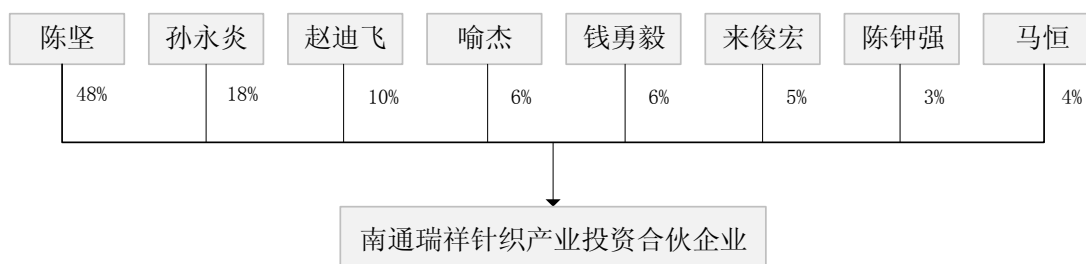 陈坚 孙永炎 赵迪飞 喻杰 钱勇毅 来俊宏 陈钟强 马恒
48% 18% 10% 6% 6% 5% 3% 4%
南通瑞祥针织产业投资合伙企业